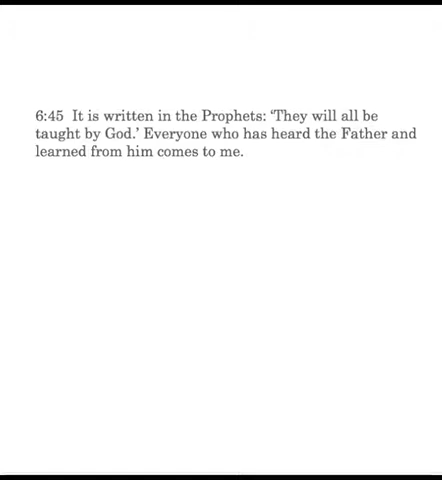 6:45 It is written in the Prophets: ‘They will all be
taught by God.’ Everyone who has heard the Father and
learned from him comes to me.